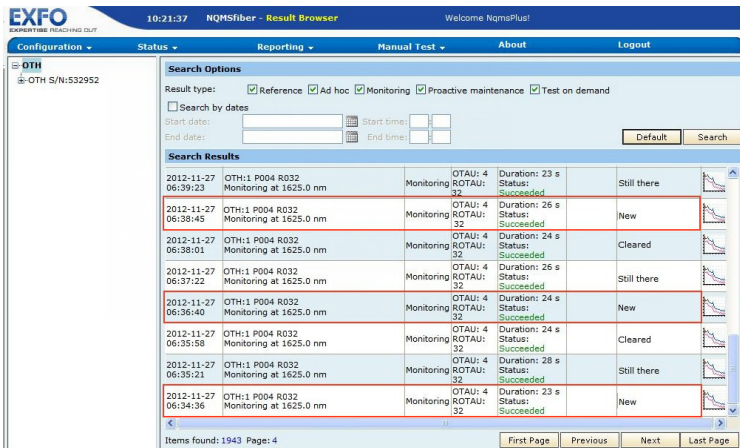 EXFO
EXPERTISE REACHING OUT
10:21:37 NQMSfiber - Result Browser Welcome NqmsPlus!
Configuration Status Reporting Manual Test About Logout
OTH
OTH S/N:532952
Search Options
Result type: Reference Ad hoc Monitoring Proactive maintenance Test on demand
Search by dates
Start date: Start time:
End date: End time:
Default Search
Search Results
2012-11-27 06:39:23 OTH:1 P004 R032 Monitoring at 1625.0 nm Monitoring OTAU: 4 ROTAU: 32 Duration: 23 s Status: Succeeded Still there
2012-11-27 06:38:45 OTH:1 P004 R032 Monitoring at 1625.0 nm Monitoring OTAU: 4 ROTAU: 32 Duration: 26 s Status: Succeeded New
2012-11-27 06:38:01 OTH:1 P004 R032 Monitoring at 1625.0 nm Monitoring OTAU: 4 ROTAU: 32 Duration: 24 s Status: Succeeded Cleared
2012-11-27 06:37:22 OTH:1 P004 R032 Monitoring at 1625.0 nm Monitoring OTAU: 4 ROTAU: 32 Duration: 26 s Status: Succeeded Still there
2012-11-27 06:36:40 OTH:1 P004 R032 Monitoring at 1625.0 nm Monitoring OTAU: 4 ROTAU: 32 Duration: 24 s Status: Succeeded New
2012-11-27 06:35:58 OTH:1 P004 R032 Monitoring at 1625.0 nm Monitoring OTAU: 4 ROTAU: 32 Duration: 24 s Status: Succeeded Cleared
2012-11-27 06:35:21 OTH:1 P004 R032 Monitoring at 1625.0 nm Monitoring OTAU: 4 ROTAU: 32 Duration: 28 s Status: Succeeded Still there
2012-11-27 06:34:36 OTH:1 P004 R032 Monitoring at 1625.0 nm Monitoring OTAU: 4 ROTAU: 32 Duration: 23 s Status: Succeeded New
Items found: 1943 Page: 4 First Page Previous Next Last Page